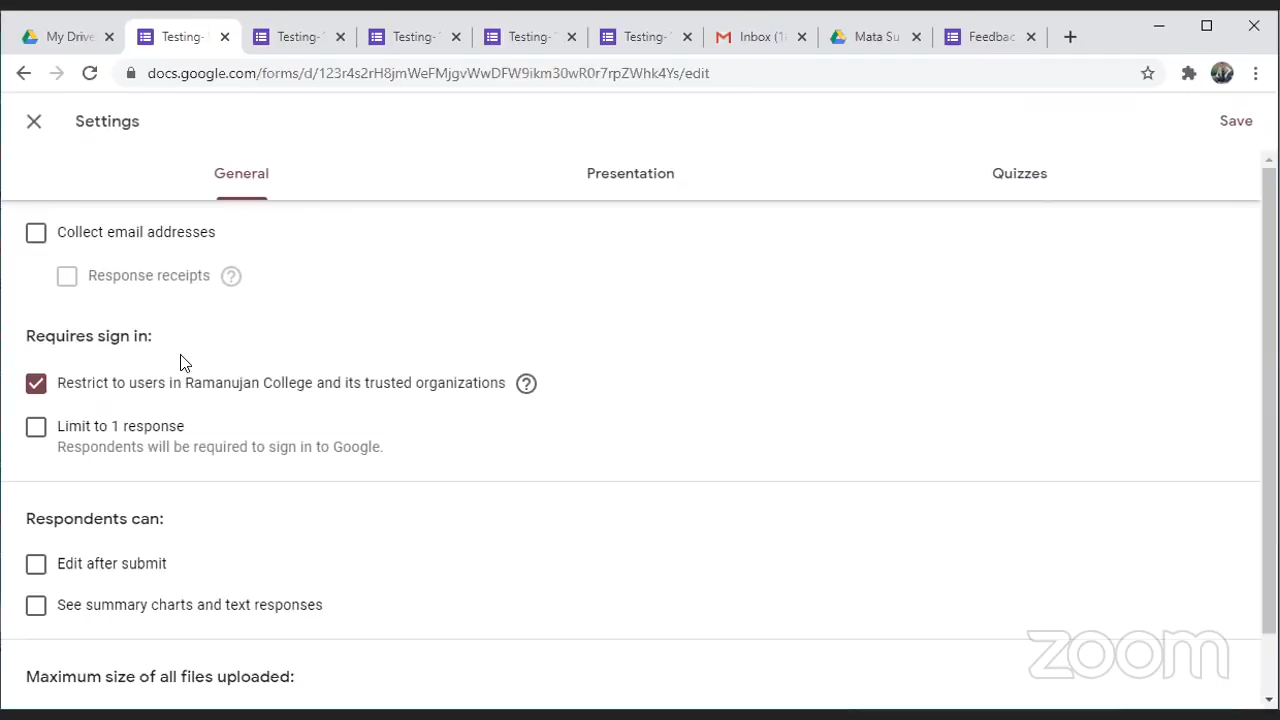 My Drive
Testing-
Testing-
Testing-
Testing-
Testing-
Inbox (1
Mata Su
Feedbac
docs.google.com/forms/d/123r4s2rH8jmWeFMJgvWwDFW9ikm30wR0r7rpZWhk4Ys/edit
Settings
Save
General
Presentation
Quizzes
Collect email addresses
Response receipts
Requires sign in:
Restrict to users in Ramanujan College and its trusted organizations
Limit to 1 response
Respondents will be required to sign in to Google.
Respondents can:
Edit after submit
See summary charts and text responses
zoom
Maximum size of all files uploaded: